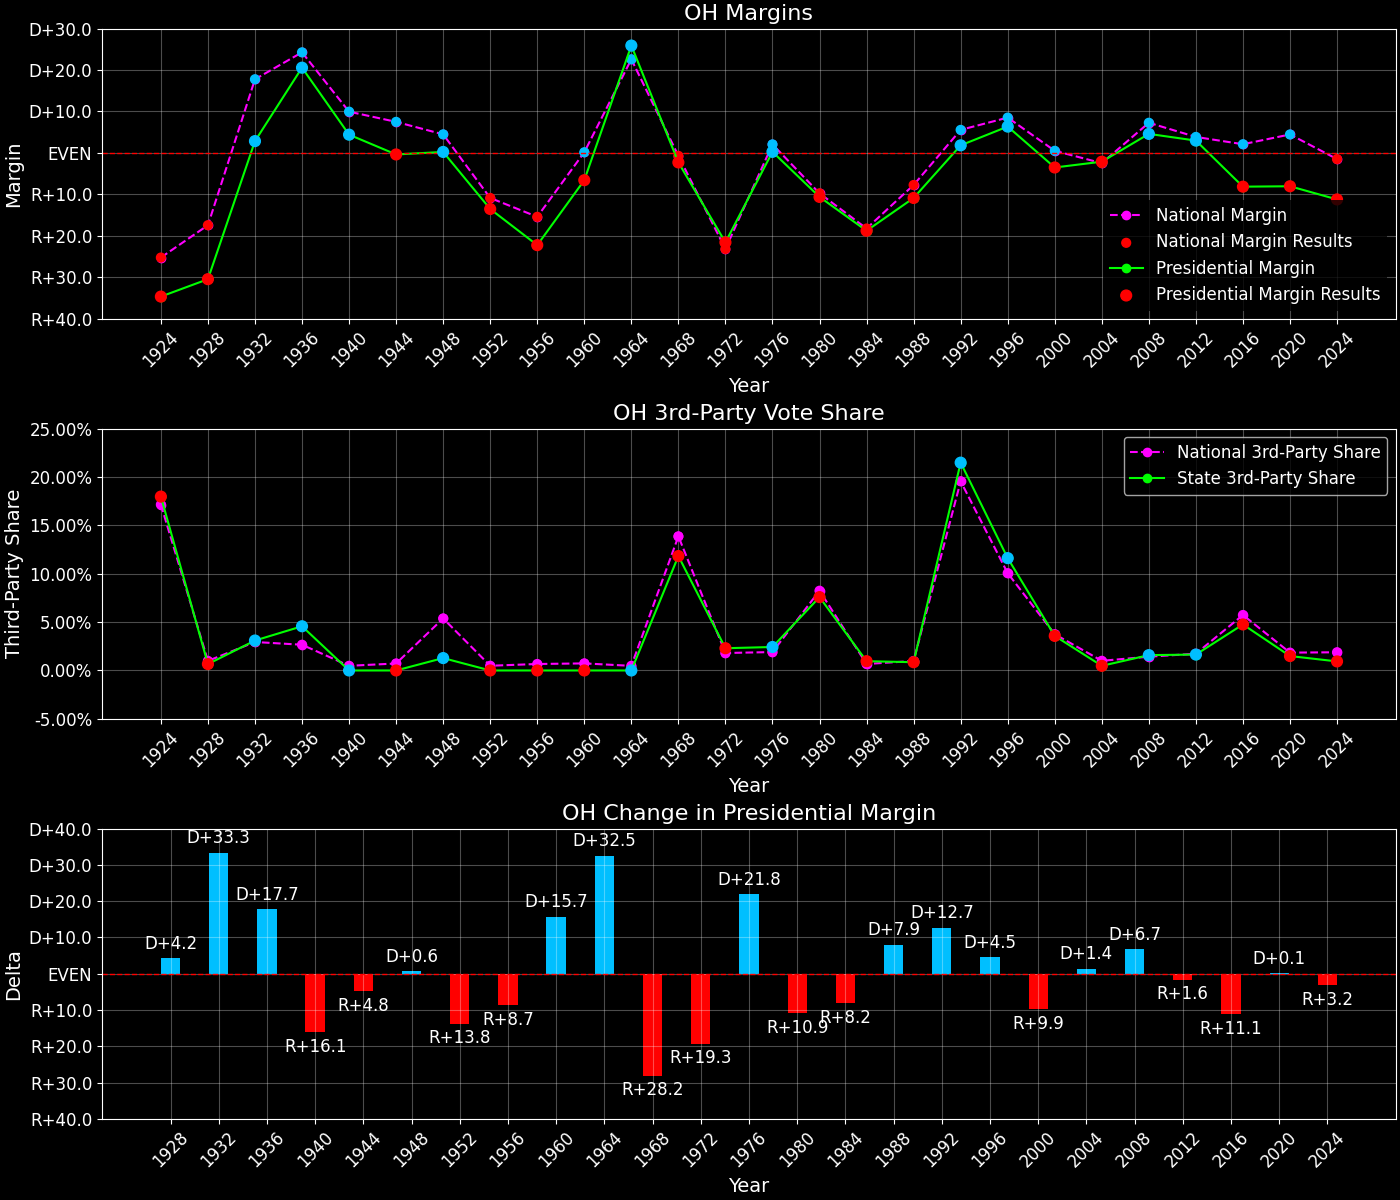 OH Margins
D+30.0
D+20.0
D+10.0
EVEN
R+10.0
R+20.0
R+30.0
R+40.0
Margin
National Margin
National Margin Results
Presidential Margin
Presidential Margin Results
1924 1928 1932 1936 1940 1944 1948 1952 1956 1960 1964 1968 1972 1976 1980 1984 1988 1992 1996 2000 2004 2008 2012 2016 2020 2024
Year
OH 3rd-Party Vote Share
25.00%
20.00%
15.00%
10.00%
5.00%
0.00%
-5.00%
Third-Party Share
National 3rd-Party Share
State 3rd-Party Share
1924 1928 1932 1936 1940 1944 1948 1952 1956 1960 1964 1968 1972 1976 1980 1984 1988 1992 1996 2000 2004 2008 2012 2016 2020 2024
Year
OH Change in Presidential Margin
D+40.0
D+30.0
D+20.0
D+10.0
EVEN
R+10.0
R+20.0
R+30.0
R+40.0
Delta
D+4.2
D+33.3
D+17.7
R+16.1
R+4.8
D+0.6
R+13.8
R+8.7
D+15.7
D+32.5
R+28.2
R+19.3
D+21.8
R+10.9
R+8.2
D+7.9
D+12.7
D+4.5
R+9.9
D+1.4
D+6.7
R+1.6
R+11.1
D+0.1
R+3.2
1928 1932 1936 1940 1944 1948 1952 1956 1960 1964 1968 1972 1976 1980 1984 1988 1992 1996 2000 2004 2008 2012 2016 2020 2024
Year